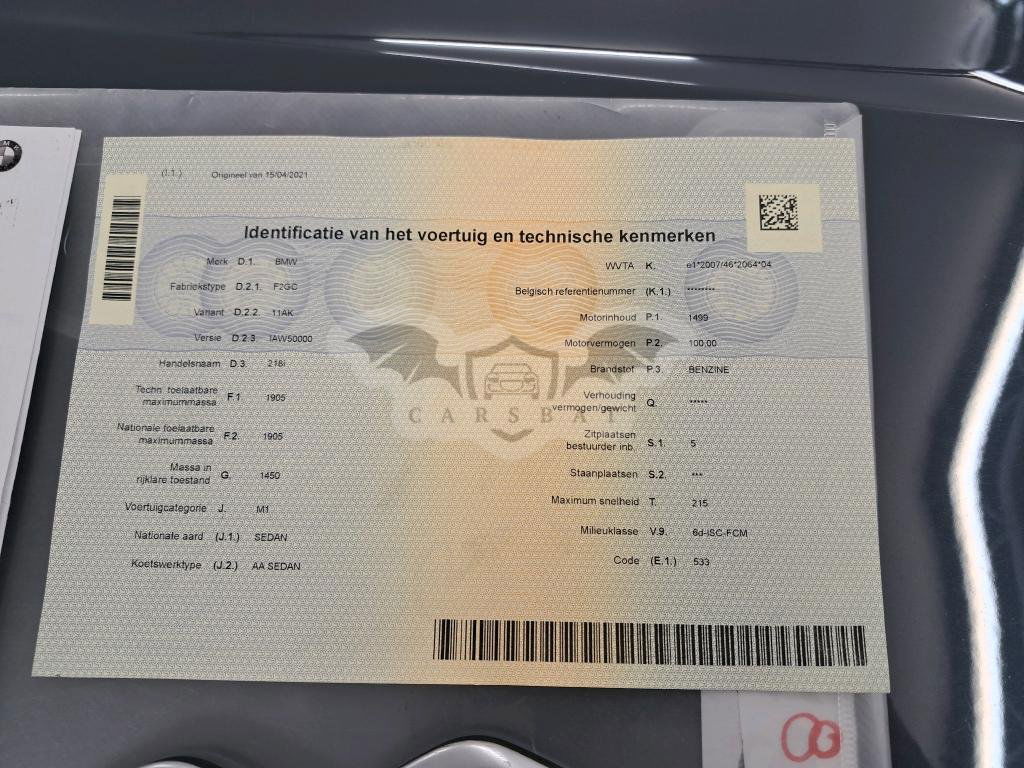 (I.1.) Origineel van 15/04/2021
Identificatie van het voertuig en technische kenmerken
Merk D.1. BMW
Fabriekstype D.2.1. F2GC
Variant D.2.2. 11AK
Versie D.2.3 1AW50000
Handelsnaam D.3. 218i
Techn. toelaatbare
maximummassa F.1. 1905
Nationale toelaatbare
maximummassa F.2. 1905
Massa in
rijklare toestand G. 1450
Voertuigcategorie J. M1
Nationale aard (J.1.) SEDAN
Koetswerktype (J.2.) AA SEDAN
WVTA K. e1*2007/46*2064*04
Belgisch referentienummer (K.1.) ********
Motorinhoud P.1. 1499
Motorvermogen P.2. 100.00
Brandstof P.3. BENZINE
Verhouding
vermogen/gewicht Q. *****
Zitplaatsen
bestuurder inb. S.1. 5
Staanplaatsen S.2. ***
Maximum snelheid T. 215
Milieuklasse V.9. 6d-ISC-FCM
Code (E.1.) 533
CARSBAT